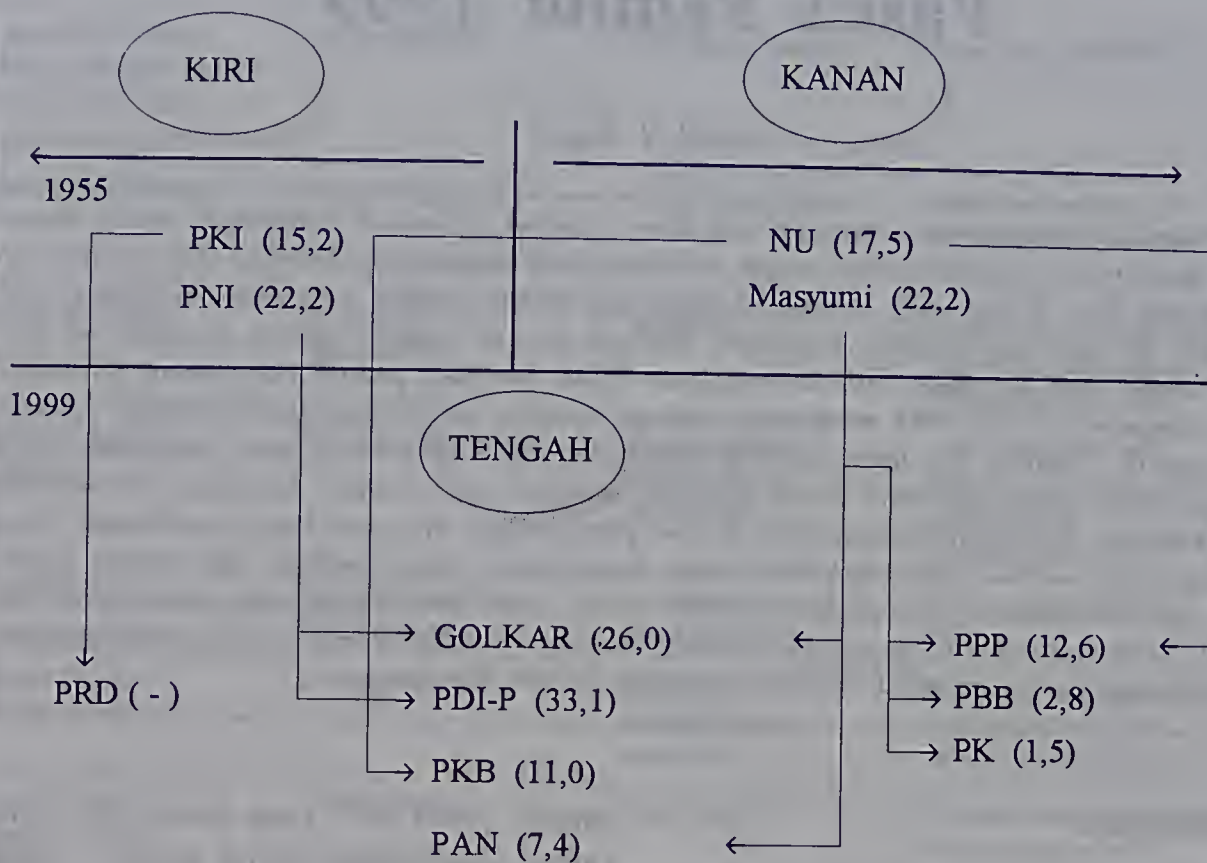 KIRI
KANAN
1955
PKI (15,2)
NU (17,5)
PNI (22,2)
Masyumi (22,2)
1999
TENGAH
GOLKAR (26,0)
PPP (12,6)
PRD ( - )
PDI-P (33,1)
PBB (2,8)
PKB (11,0)
PK (1,5)
PAN (7,4)